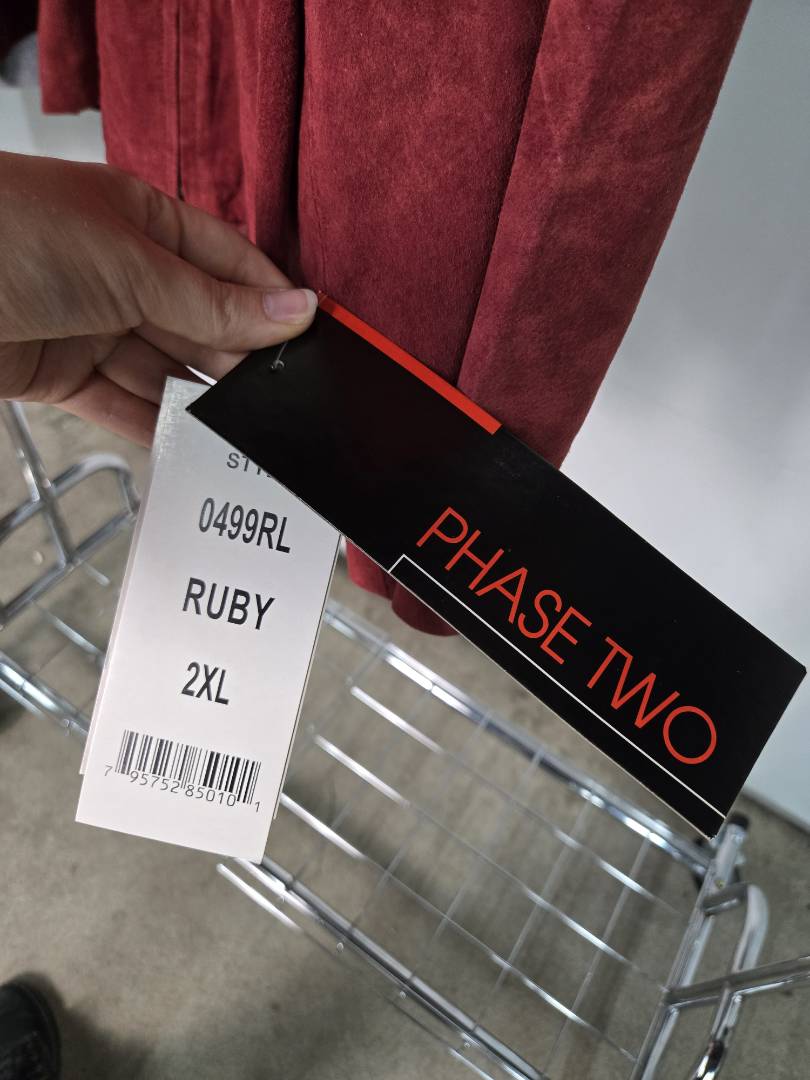 0499RL
RUBY
2XL
7 95752 85010 1
PHASE TWO